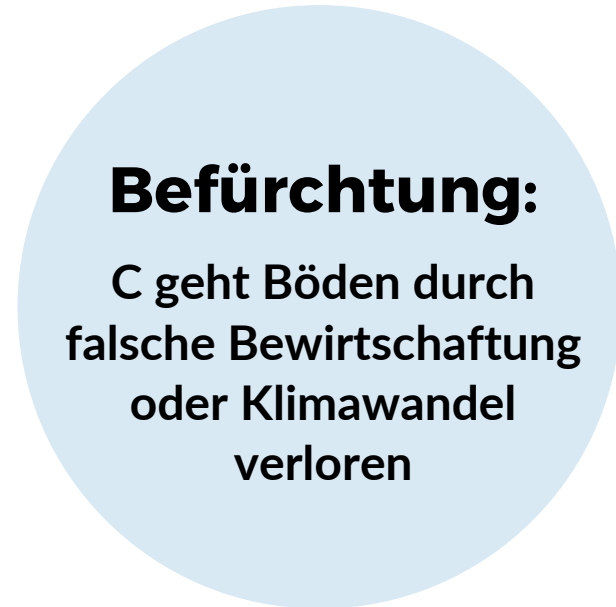 Befürchtung:
C geht Böden durch
falsche Bewirtschaftung
oder Klimawandel
verloren